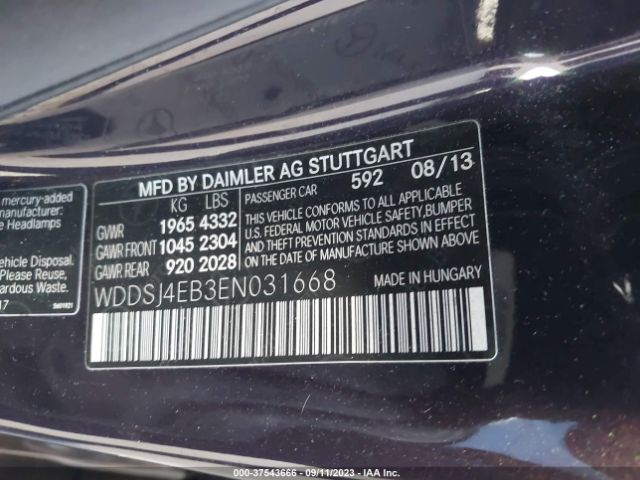 mercury-added
manufacturer:
e Headlamps
Vehicle Disposal.
Please Reuse,
zardous Waste.
17
MFD BY DAIMLER AG STUTTGART
KG LBS
GVWR 1965 4332
GAWR FRONT 1045 2304
GAWR REAR 920 2028
PASSENGER CAR 592 08/13
THIS VEHICLE CONFORMS TO ALL APPLICABLE
U.S. FEDERAL MOTOR VEHICLE SAFETY,BUMPER
AND THEFT PREVENTION STANDARDS IN EFFECT
ON DATE OF MANUFACTURE SHOWN ABOVE.
WDDSJ4EB3EN031668
MADE IN HUNGARY
000-37543666 - 09/11/2023 - IAA Inc.